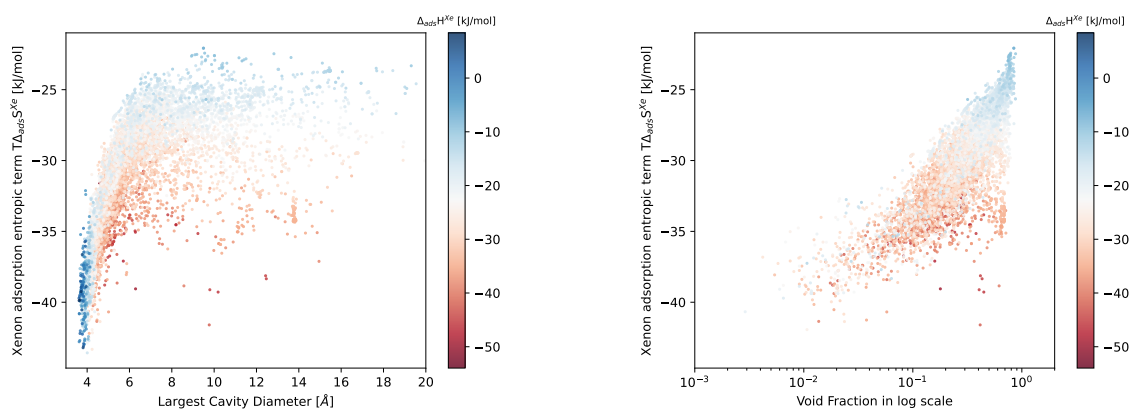 Δ_ads H^Xe [kJ/mol]
Xenon adsorption entropic term TΔ_ads S^Xe [kJ/mol]
−25
−30
−35
−40
4 6 8 10 12 14 16 18 20
Largest Cavity Diameter [Å]
0
−10
−20
−30
−40
−50
Δ_ads H^Xe [kJ/mol]
Xenon adsorption entropic term TΔ_ads S^Xe [kJ/mol]
−25
−30
−35
−40
10^−3 10^−2 10^−1 10^0
Void Fraction in log scale
0
−10
−20
−30
−40
−50